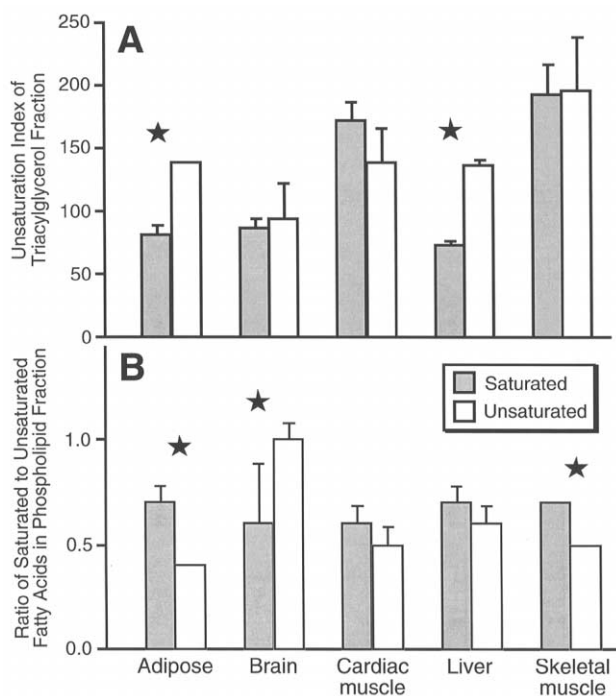 250
A
200
150
100
50
0
Unsaturation Index of
Triacylglycerol Fraction
B
Saturated
Unsaturated
1.0
0.5
0.0
Ratio of Saturated to Unsaturated
Fatty Acids in Phospholipid Fraction
Adipose Brain Cardiac muscle Liver Skeletal muscle